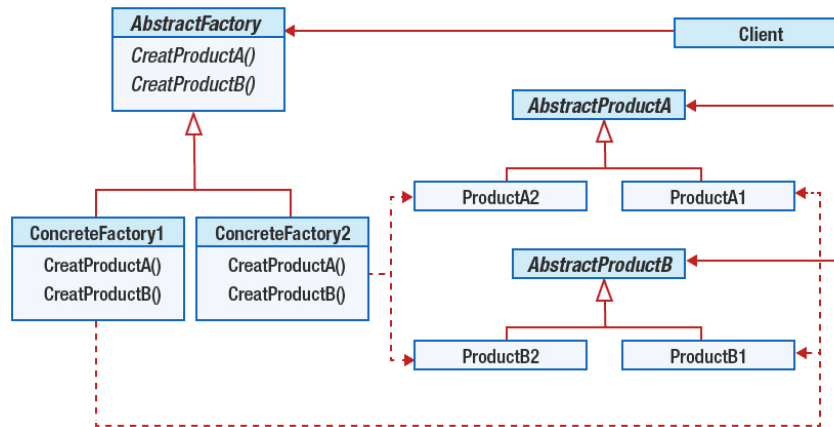 AbstractFactory
CreatProductA()
CreatProductB()
Client
AbstractProductA
ProductA2
ProductA1
ConcreteFactory1
CreatProductA()
CreatProductB()
ConcreteFactory2
CreatProductA()
CreatProductB()
AbstractProductB
ProductB2
ProductB1